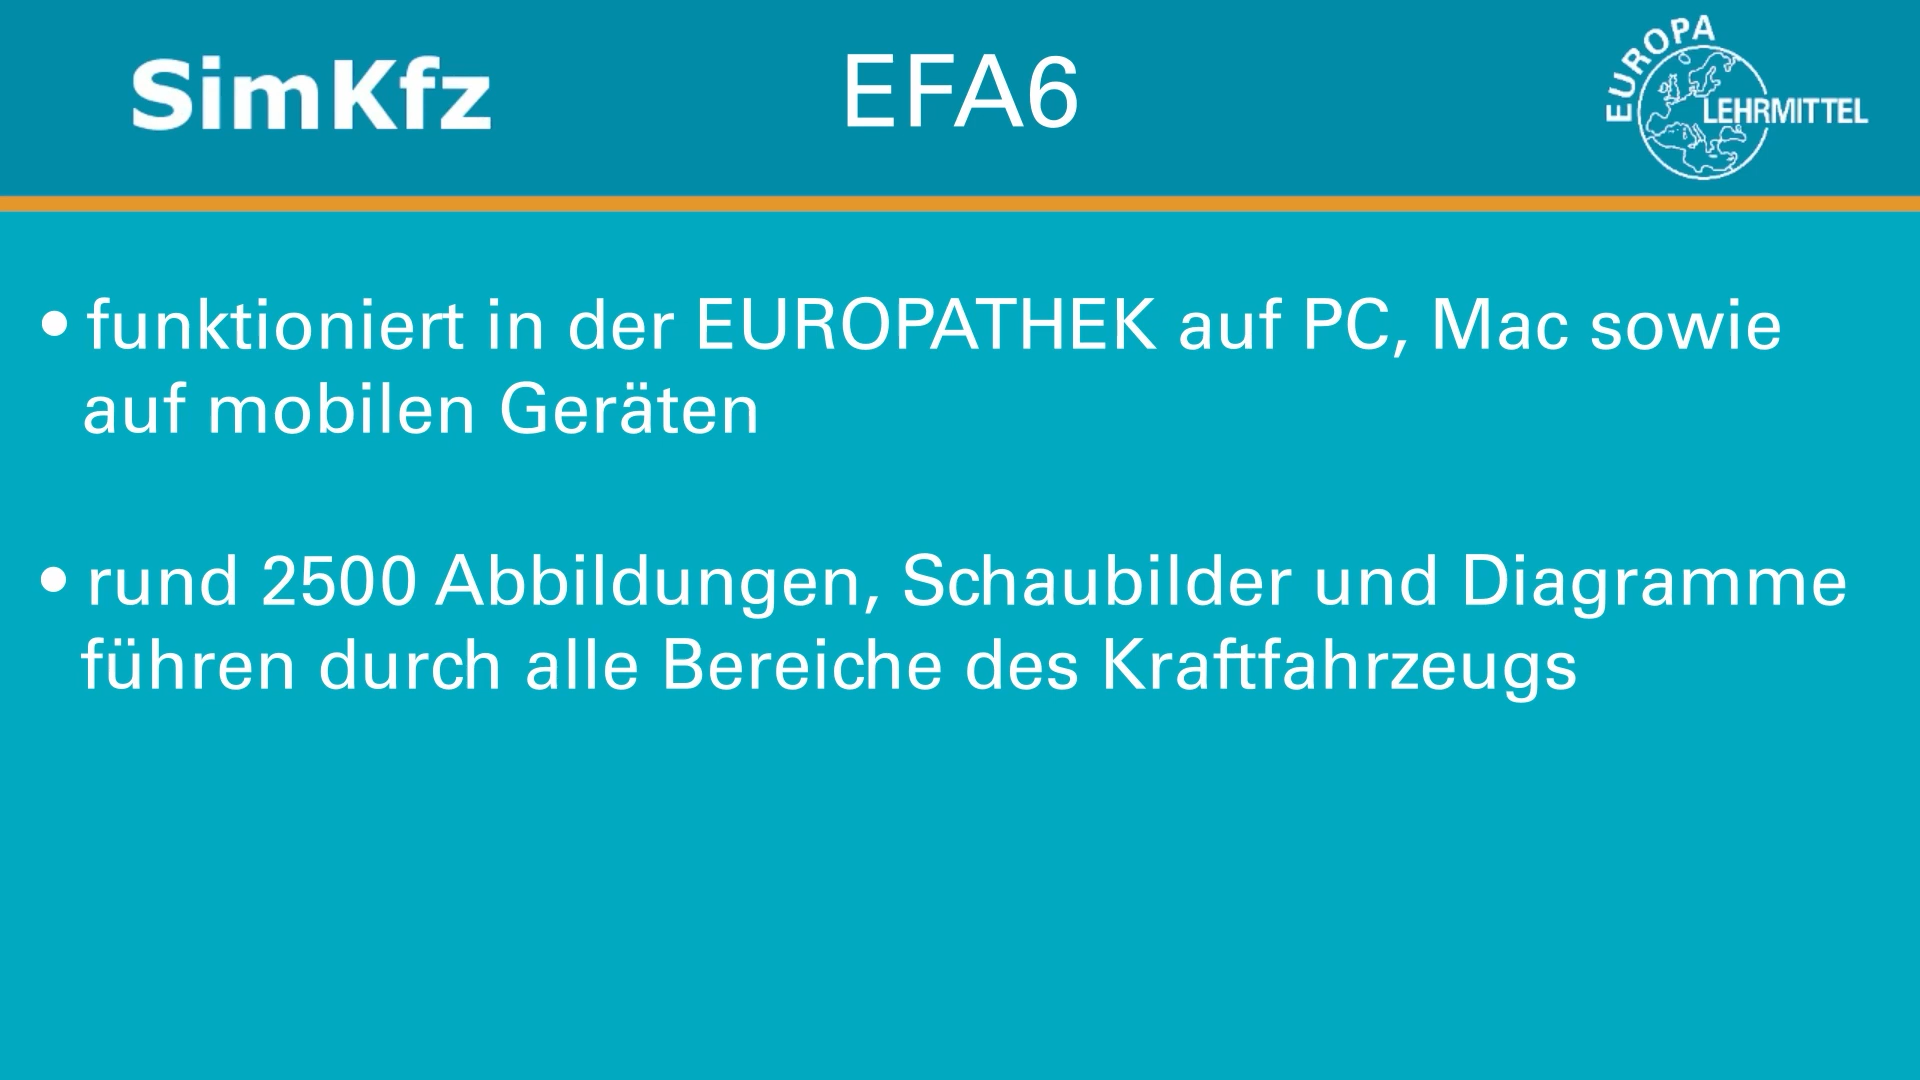 SimKfz
EFA6
EUROPA
LEHRMITTEL
• funktioniert in der EUROPATHEK auf PC, Mac sowie
auf mobilen Geräten
• rund 2500 Abbildungen, Schaubilder und Diagramme
führen durch alle Bereiche des Kraftfahrzeugs